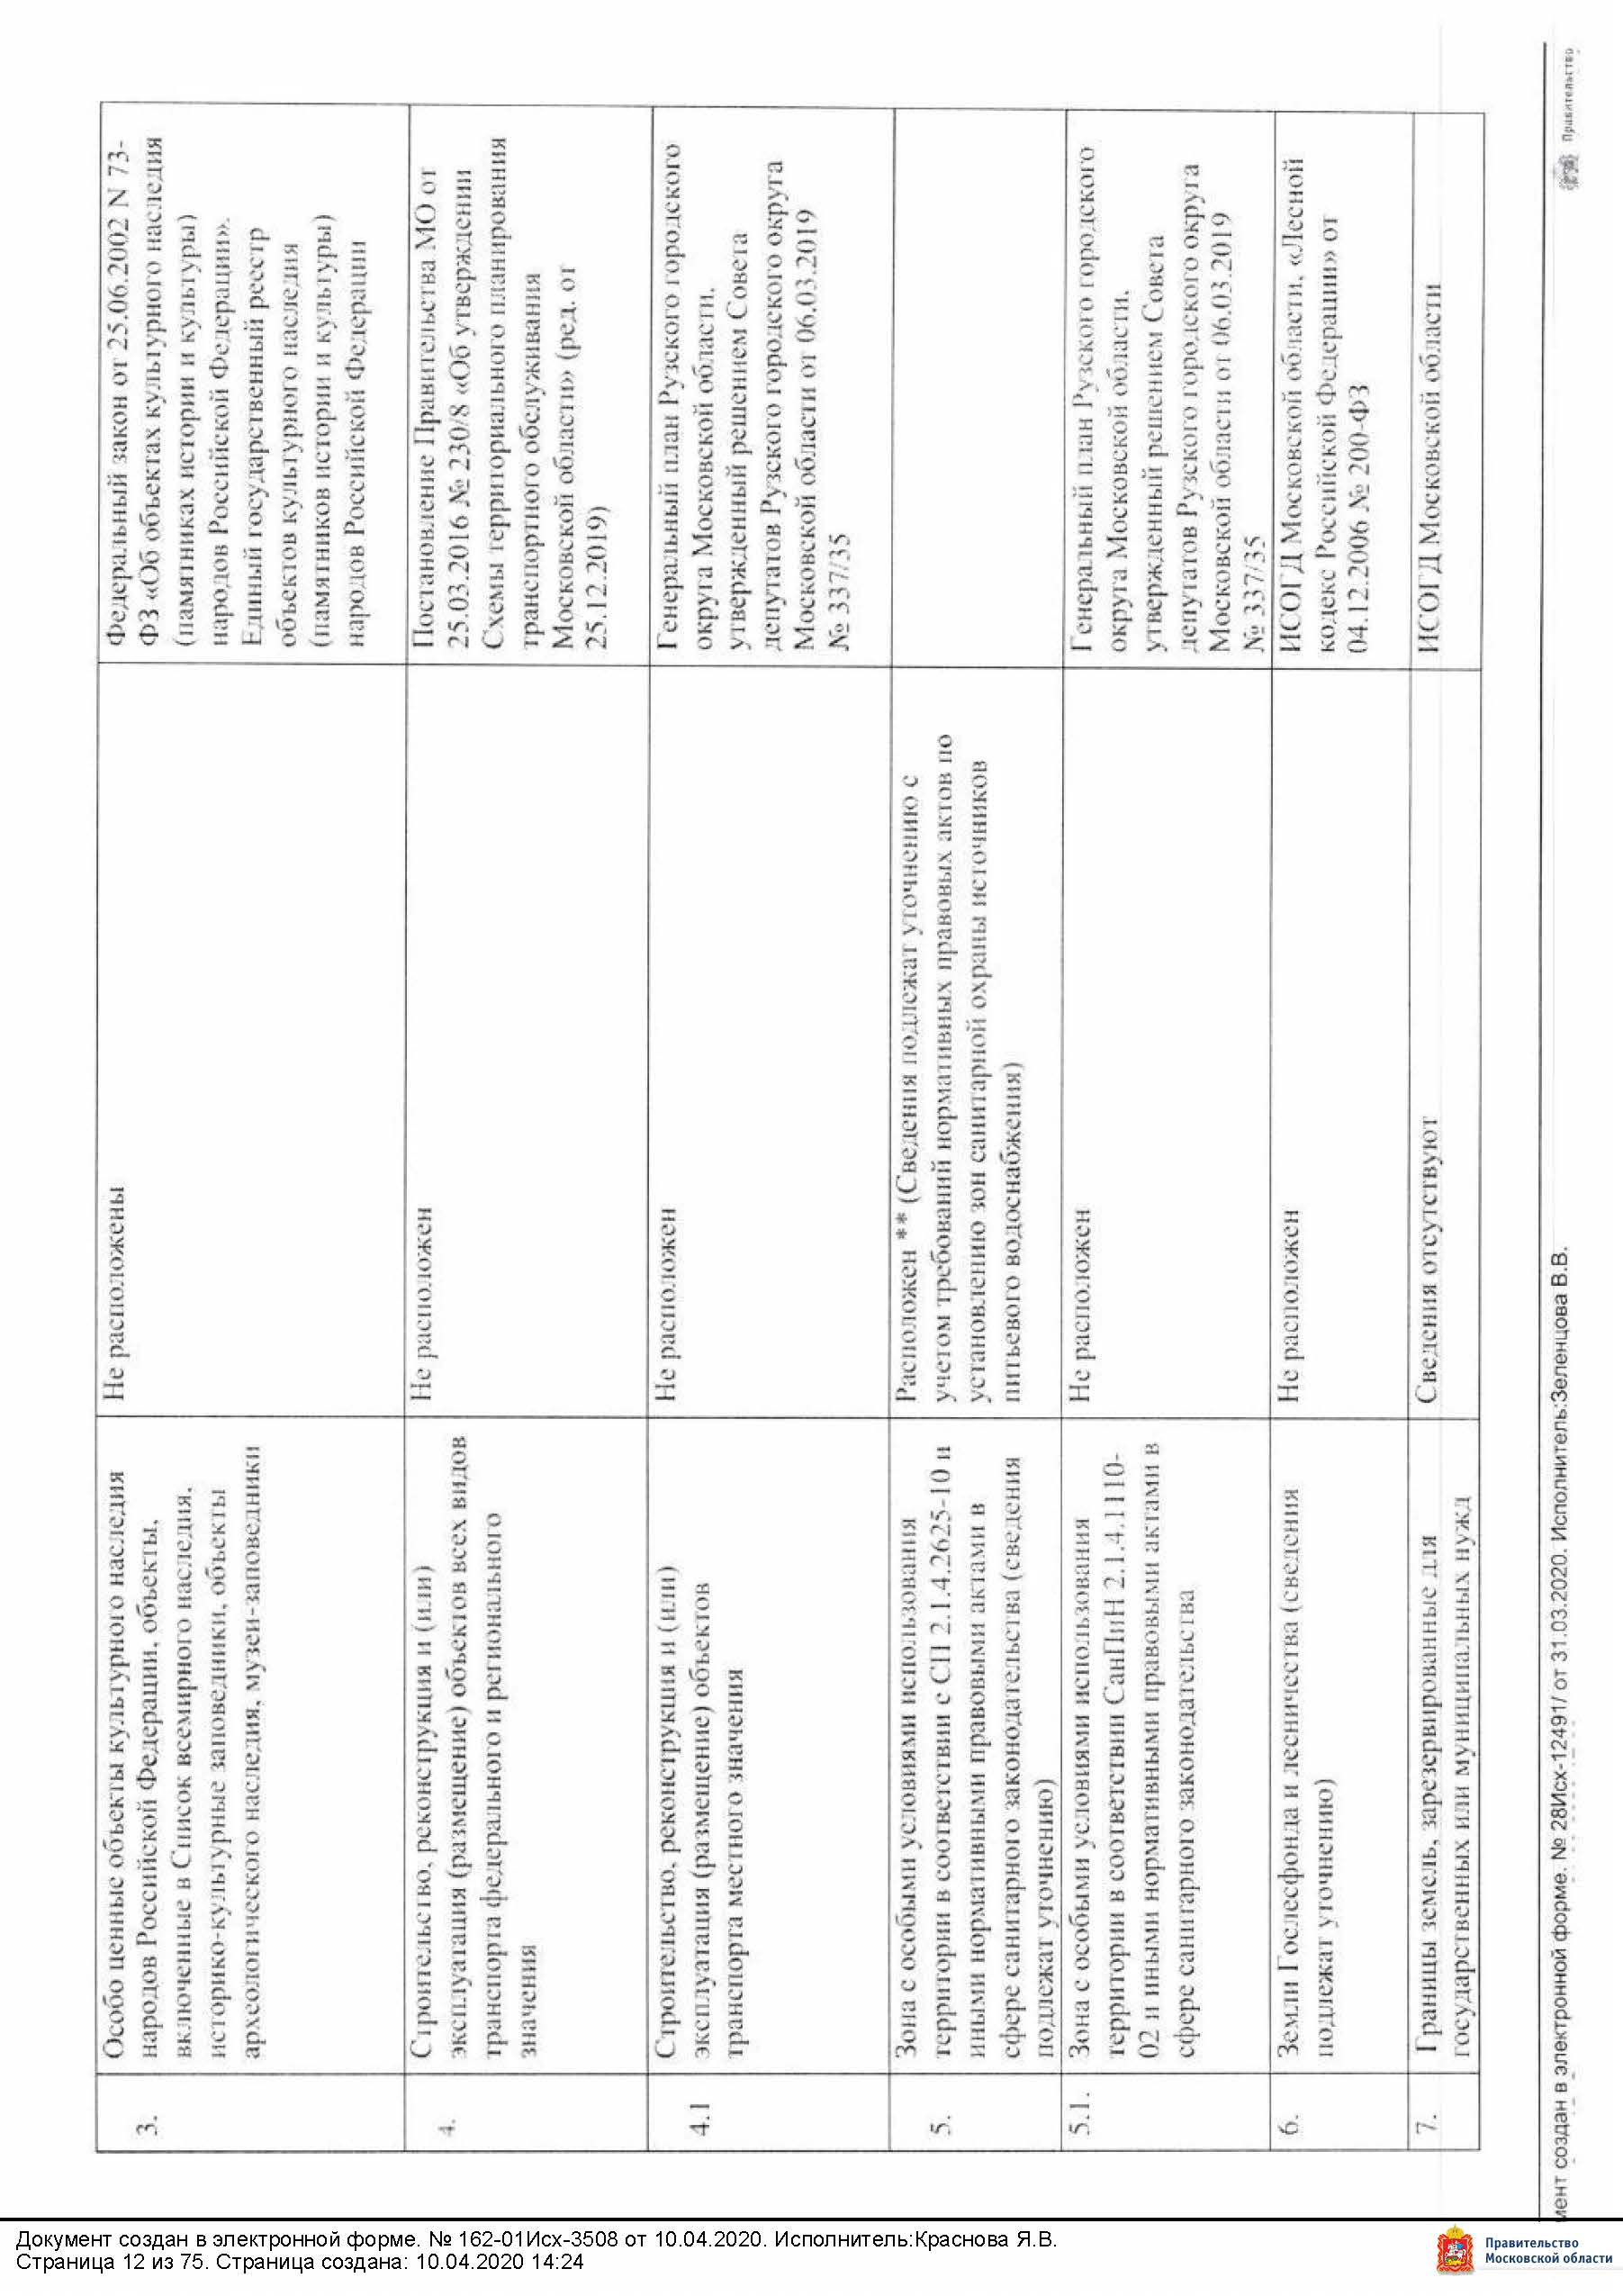 3.
Особо ценные объекты культурного наследия
народов Российской Федерации, объекты,
включенные в Список всемирного наследия,
историко-культурные заповедники, объекты
археологического наследия, музеи-заповедники
Не расположены
Федеральный закон от 25.06.2002 N 73-
ФЗ «Об объектах культурного наследия
(памятниках истории и культуры)
народов Российской Федерации».
Единый государственный реестр
объектов культурного наследия
(памятников истории и культуры)
народов Российской Федерации
4.
Строительство, реконструкция и (или)
эксплуатация (размещение) объектов всех видов
транспорта федерального и регионального
значения
Не расположен
Постановление Правительства МО от
25.03.2016 № 230/8 «Об утверждении
Схемы территориального планирования
транспортного обслуживания
Московской области» (ред. от
25.12.2019)
4.1
Строительство, реконструкция и (или)
эксплуатация (размещение) объектов
транспорта местного значения
Не расположен
Генеральный план Рузского городского
округа Московской области,
утвержденный решением Совета
депутатов Рузского городского округа
Московской области от 06.03.2019
№ 337/35
5.
Зона с особыми условиями использования
территории в соответствии с СП 2.1.4.2625-10 и
иными нормативными правовыми актами в
сфере санитарного законодательства (сведения
подлежат уточнению)
Расположен ** (Сведения подлежат уточнению с
учетом требований нормативных правовых актов по
установлению зон санитарной охраны источников
питьевого водоснабжения)
5.1.
Зона с особыми условиями использования
территории в соответствии СанПиН 2.1.4.1110-
02 и иными нормативными правовыми актами в
сфере санитарного законодательства
Не расположен
Генеральный план Рузского городского
округа Московской области,
утвержденный решением Совета
депутатов Рузского городского округа
Московской области от 06.03.2019
№ 337/35
6.
Земли Гослесфонда и лесничества (сведения
подлежат уточнению)
Не расположен
ИСОГД Московской области, «Лесной
кодекс Российской Федерации» от
04.12.2006 № 200-ФЗ
7.
Границы земель, зарезервированные для
государственных или муниципальных нужд
Сведения отсутствуют
ИСОГД Московской области
мент создан в электронной форме. № 28Исх-12491/ от 31.03.2020. Исполнитель:Зеленцова В.В.
Правительство
Документ создан в электронной форме. № 162-01Исх-3508 от 10.04.2020. Исполнитель:Краснова Я.В.
Страница 12 из 75. Страница создана: 10.04.2020 14:24
Правительство
Московской области